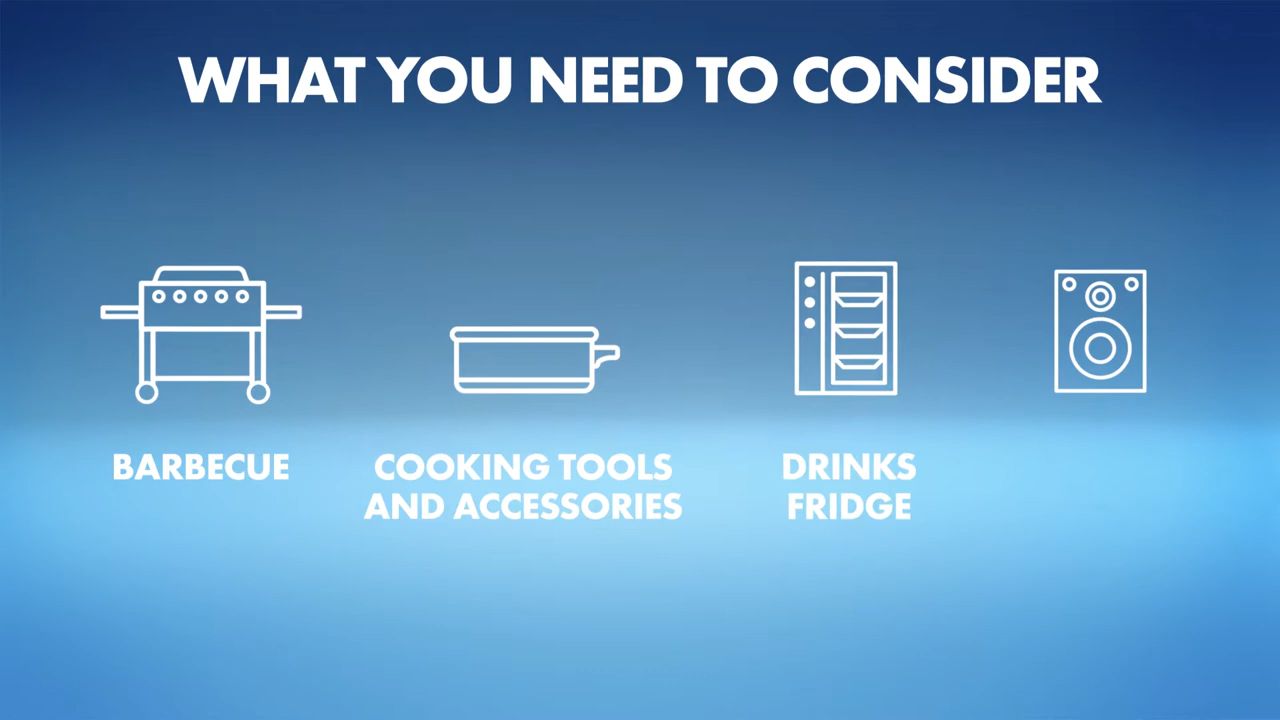 WHAT YOU NEED TO CONSIDER
BARBECUE
COOKING TOOLS
AND ACCESSORIES
DRINKS
FRIDGE